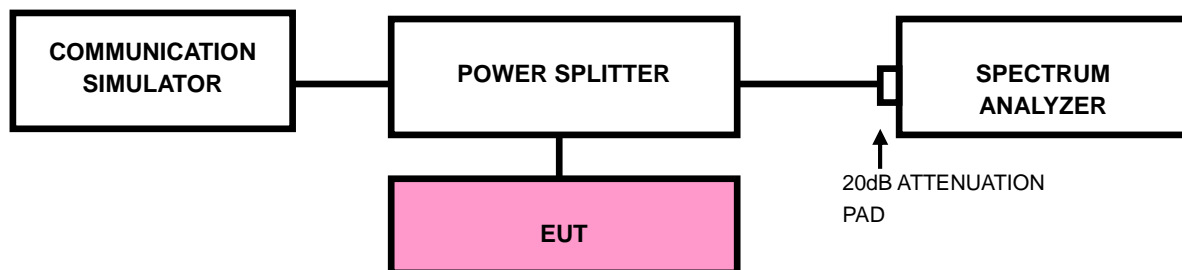 COMMUNICATION
SIMULATOR
POWER SPLITTER
SPECTRUM
ANALYZER
20dB ATTENUATION
PAD
EUT